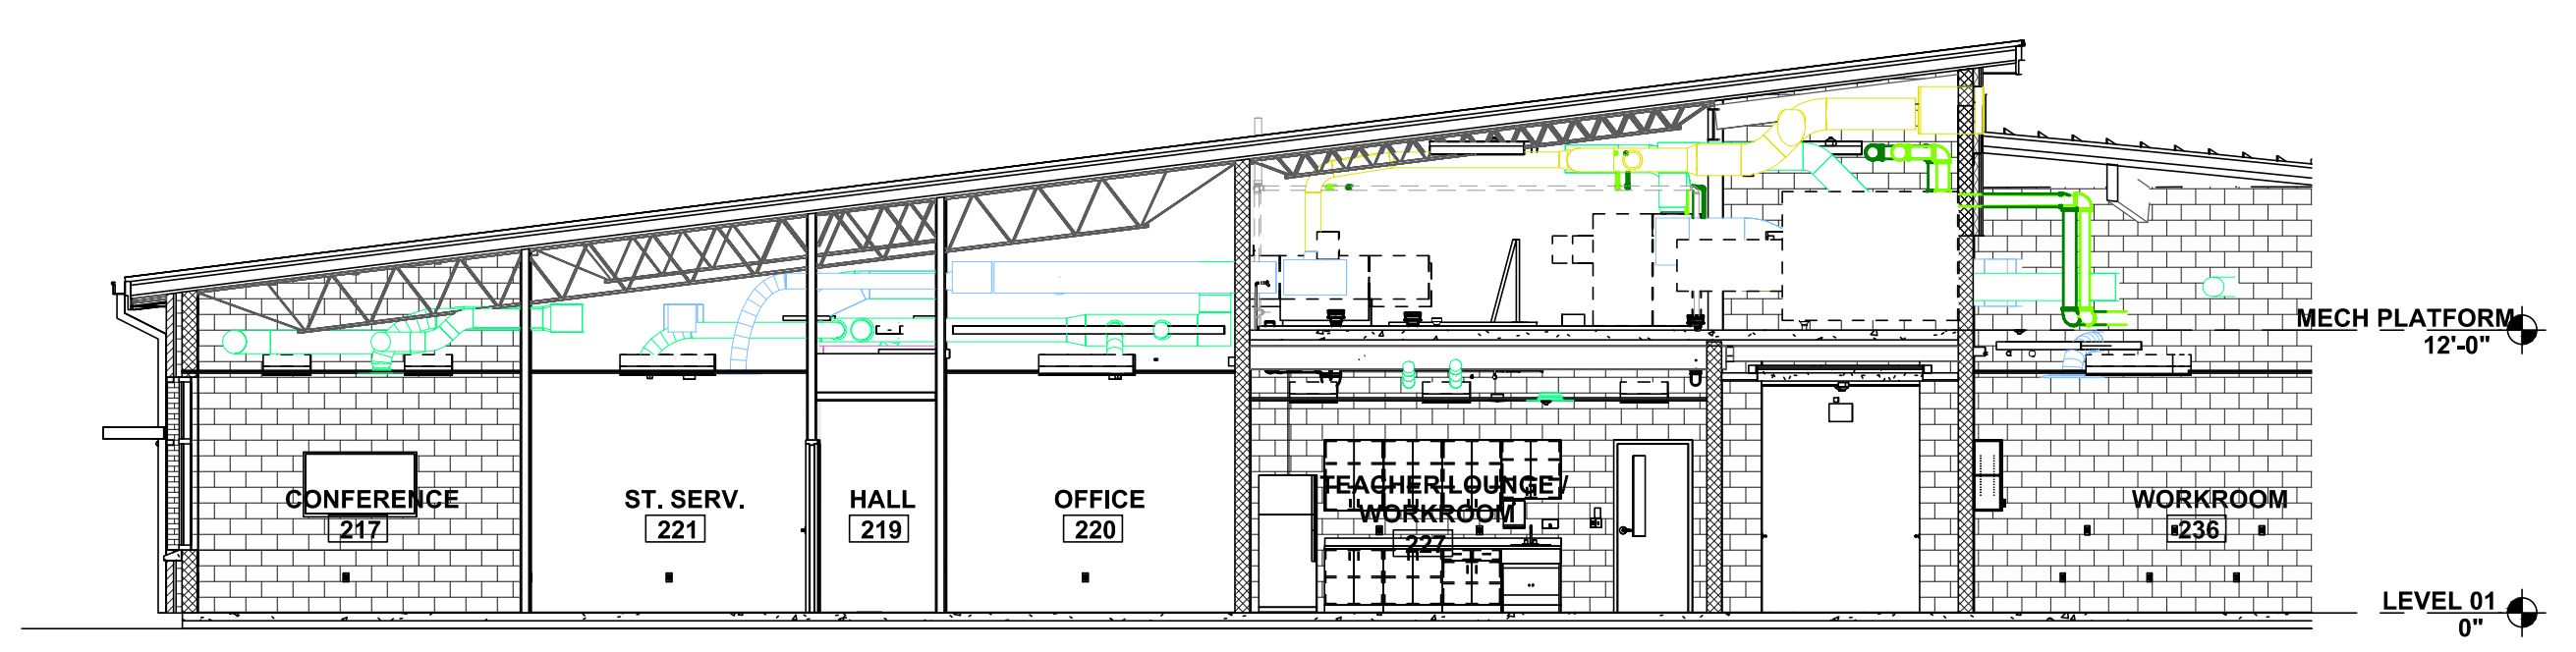 MECH PLATFORM
12'-0"
CONFERENCE
217
ST. SERV.
221
HALL
219
OFFICE
220
TEACHER LOUNGE /
WORKROOM
227
WORKROOM
236
LEVEL 01
0"